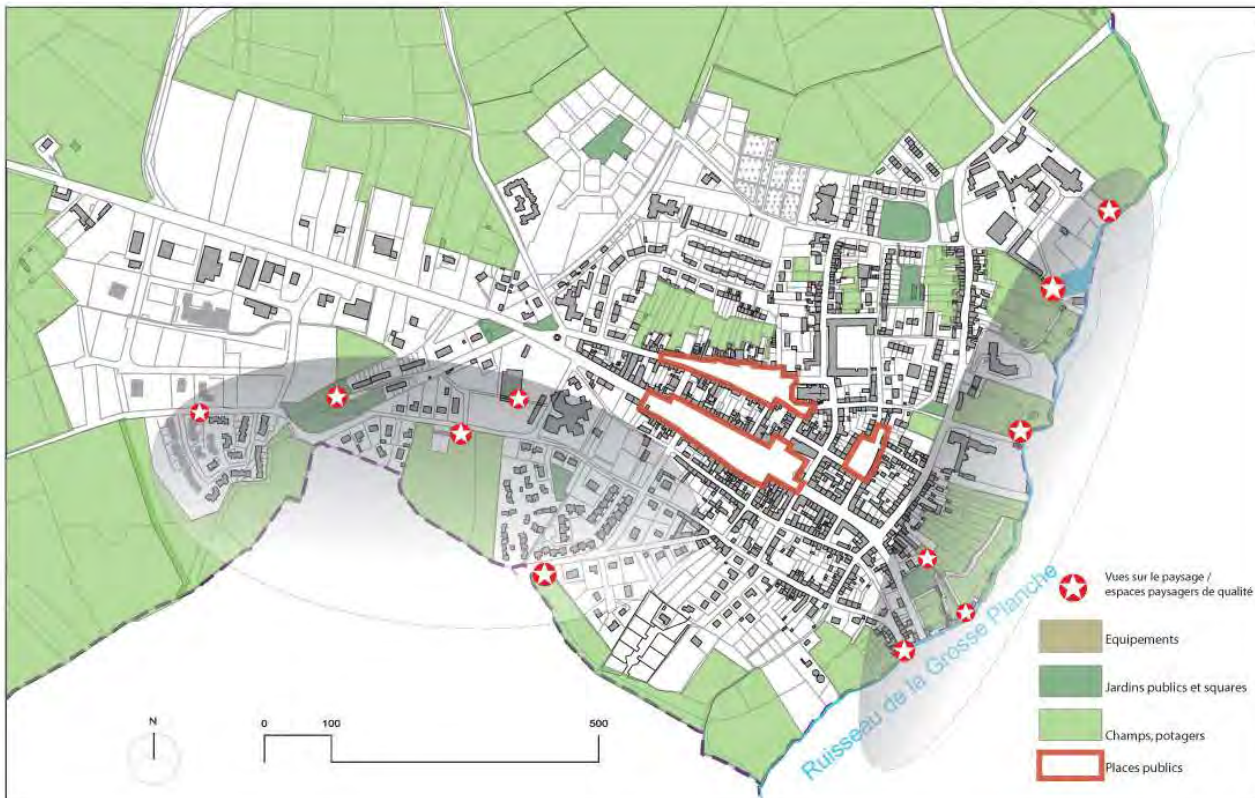 Vues sur le paysage /
espaces paysagers de qualité
Equipements
Jardins publics et squares
Champs, potagers
Places publics
Ruisseau de la Grosse Planche
N
0 100 500